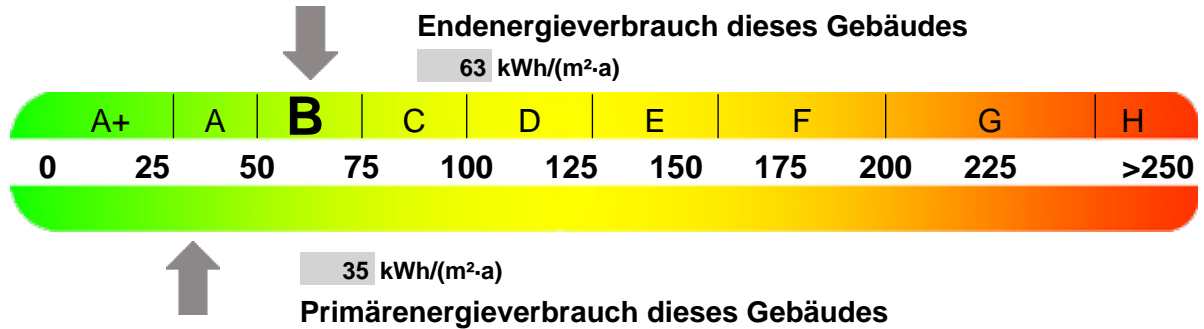 Endenergieverbrauch dieses Gebäudes
63 kWh/(m²·a)
A+ A B C D E F G H
0 25 50 75 100 125 150 175 200 225 >250
35 kWh/(m²·a)
Primärenergieverbrauch dieses Gebäudes